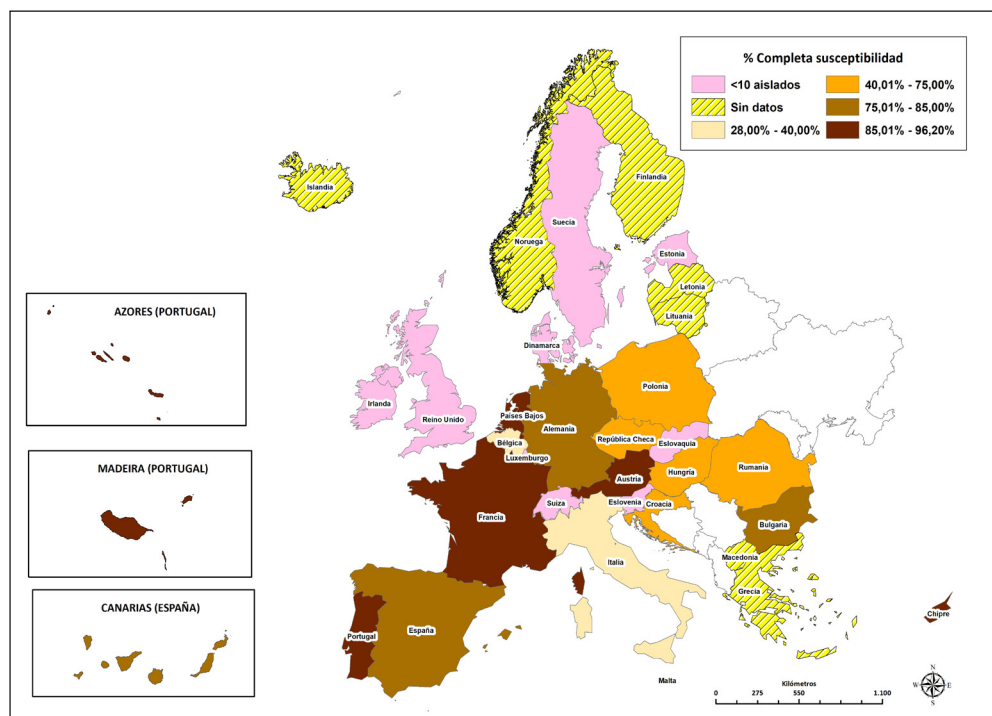 % Completa susceptibilidad
<10 aislados
40,01% - 75,00%
Sin datos
75,01% - 85,00%
28,00% - 40,00%
85,01% - 96,20%
Islandia
Finlandia
Suecia
Noruega
Estonia
Letonia
Lituania
AZORES (PORTUGAL)
Dinamarca
Polonia
Irlanda
Reino Unido
Países Bajos
Alemania
República Checa
Bélgica
Eslovaquia
Luxemburgo
MADEIRA (PORTUGAL)
Austria
Hungría
Rumanía
Suiza
Eslovenia
Croacia
Francia
Bulgaria
Macedonia
Italia
Grecia
CANARIAS (ESPAÑA)
Chipre
Portugal
España
Malta
Kilómetros
0 275 550 1.100
N
W E
S